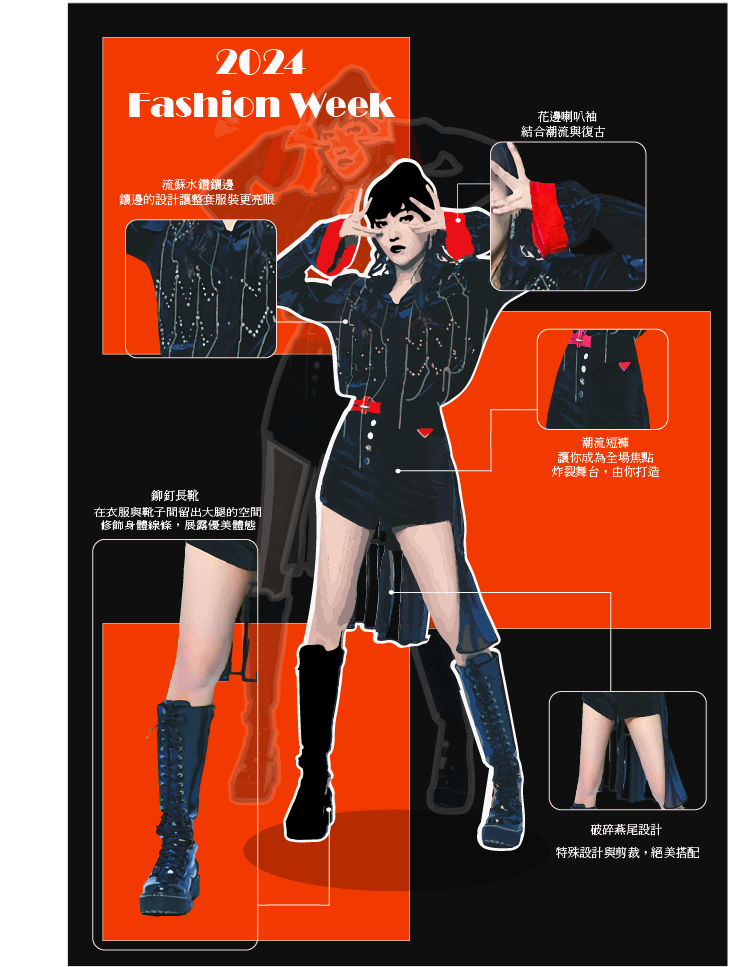 2024
Fashion Week
花邊喇叭袖
結合潮流與復古
流蘇水鑽鑲邊
鑲邊的設計讓整套服裝更亮眼
潮流短褲
讓你成為全場焦點
炸裂舞台，由你打造
鉚釘長靴
在衣服與靴子間留出大腿的空間
修飾身體線條，展露優美體態
破碎燕尾設計
特殊設計與剪裁，絕美搭配